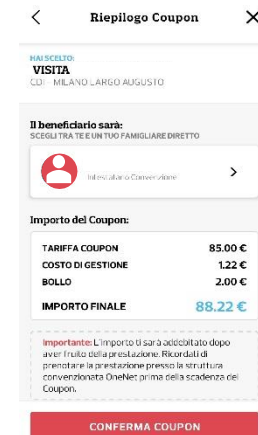 Riepilogo Coupon
HAI SCELTO:
VISITA
CDI - MILANO LARGO AUGUSTO
Il beneficiario sarà:
SCEGLI TRA TE E UN TUO FAMIGLIARE DIRETTO
Intestatario Convenzione
Importo del Coupon:
TARIFFA COUPON 85.00 €
COSTO DI GESTIONE 1.22 €
BOLLO 2.00 €
IMPORTO FINALE 88.22 €
Importante: L'importo ti sarà addebitato dopo
aver fruito della prestazione. Ricordati di
prenotare la prestazione presso la struttura
convenzionata OneNet prima della scadenza del
Coupon.
CONFERMA COUPON